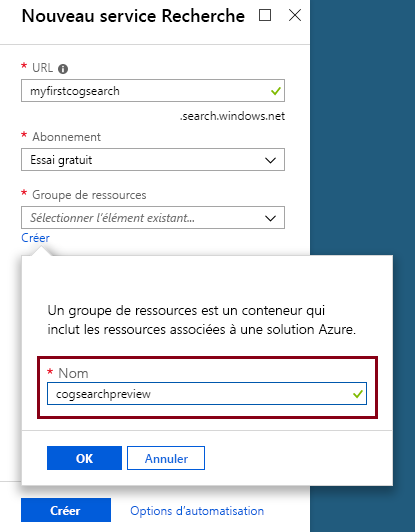 Nouveau service Recherche
* URL
myfirstcogsearch
.search.windows.net
* Abonnement
Essai gratuit
* Groupe de ressources
Sélectionner l'élément existant...
Créer
Un groupe de ressources est un conteneur qui
inclut les ressources associées à une solution Azure.
* Nom
cogsearchpreview
OK Annuler
Créer Options d'automatisation